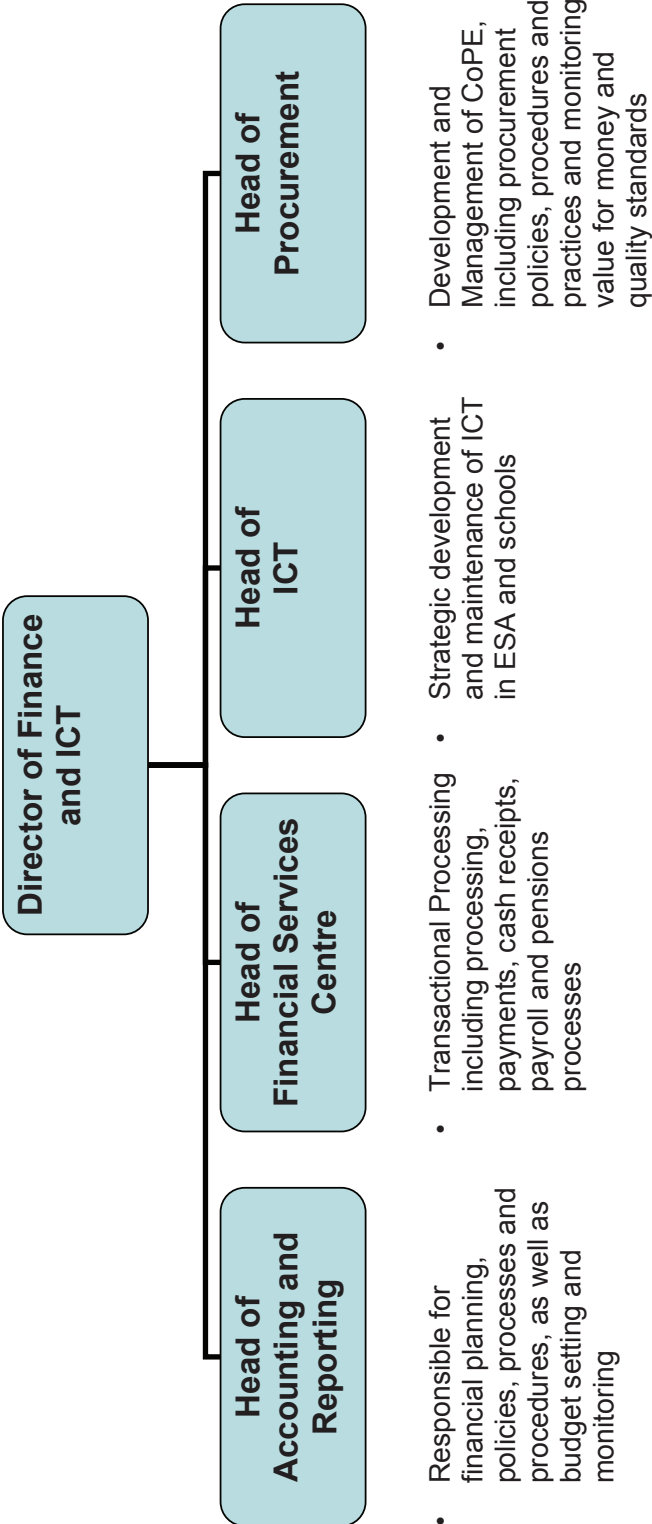 Director of Finance
and ICT
Head of
Accounting and
Reporting
Head of
Financial Services
Centre
Head of
ICT
Head of
Procurement
• Responsible for
financial planning,
policies, processes and
procedures, as well as
budget setting and
monitoring
• Transactional Processing
including processing,
payments, cash receipts,
payroll and pensions
processes
• Strategic development
and maintenance of ICT
in ESA and schools
• Development and
Management of CoPE,
including procurement
policies, procedures and
practices and monitoring
value for money and
quality standards